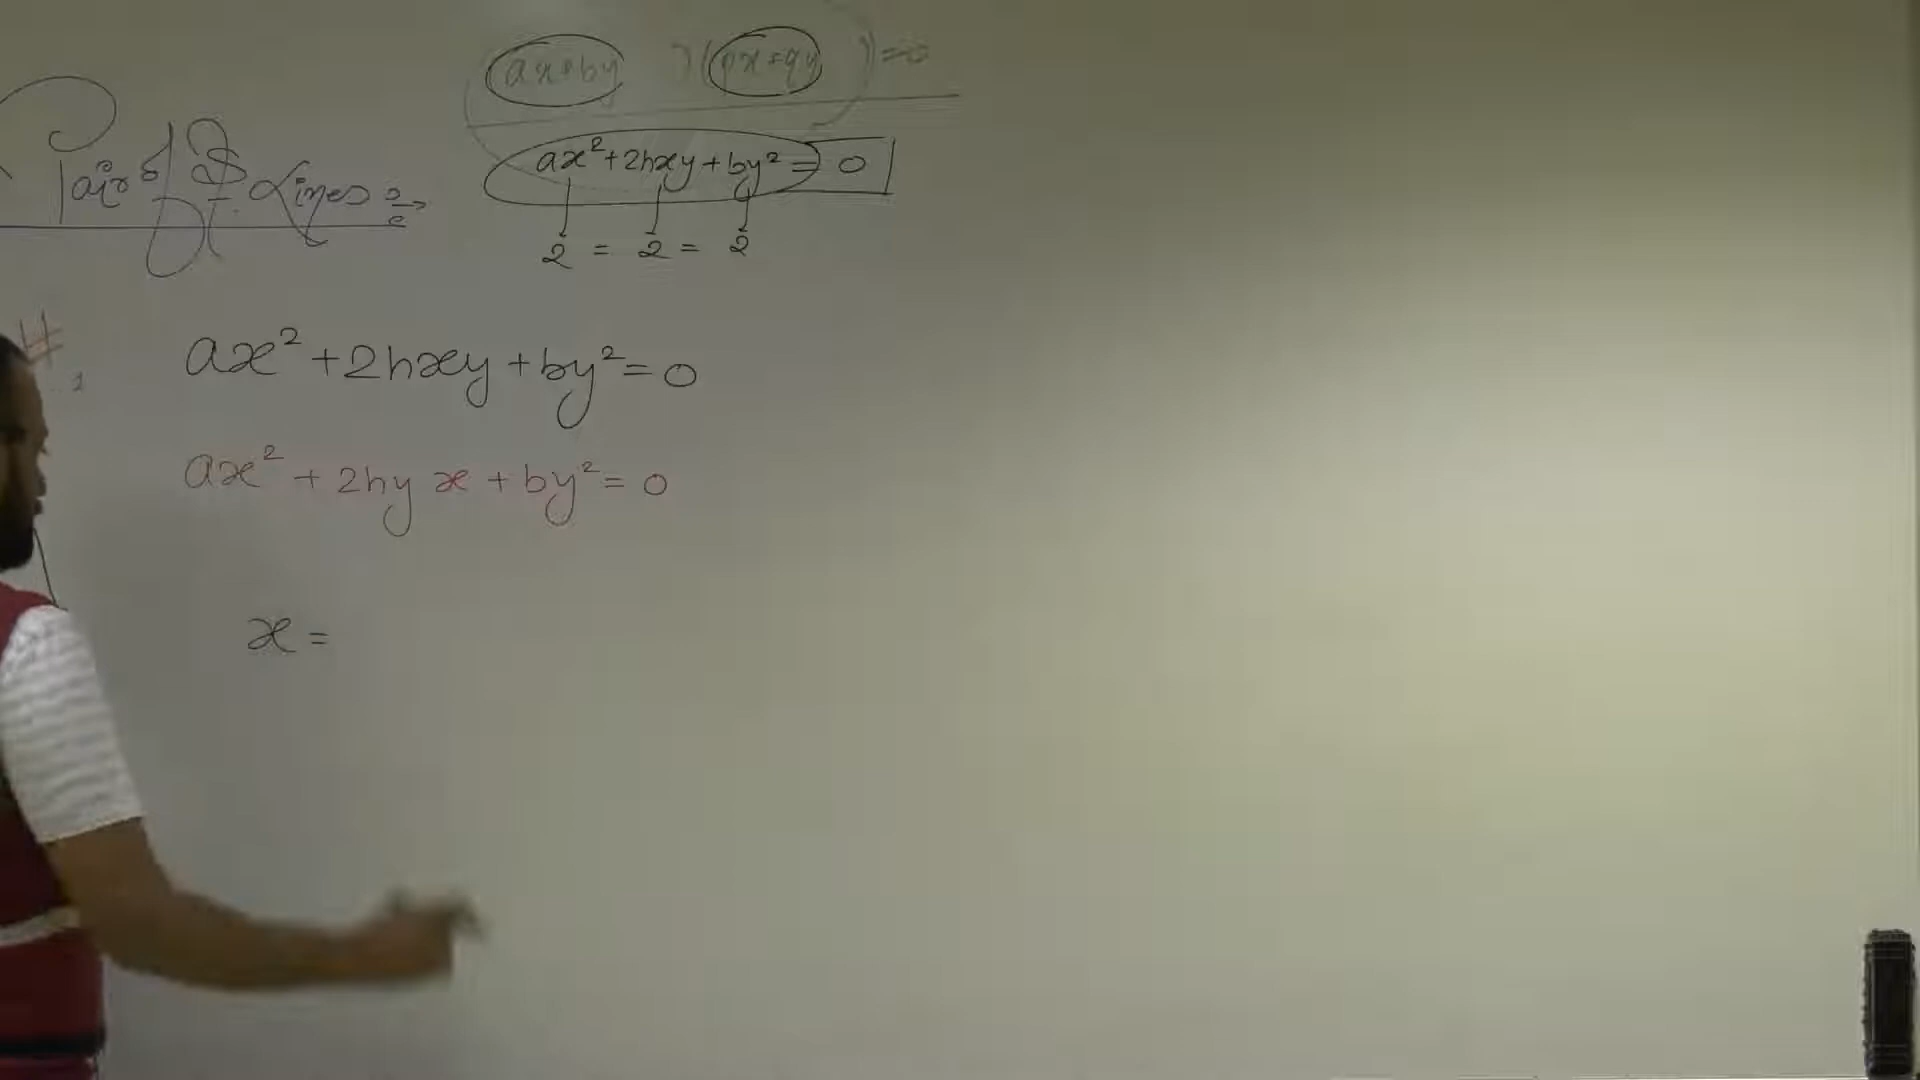 (ax+by )(px+qy ) = 0
Pair of St. Lines :→
ax² + 2hxy + by² = 0
2 = 2 = 2
#
ax² + 2hxy + by² = 0
ax² + 2hy x + by² = 0
x =